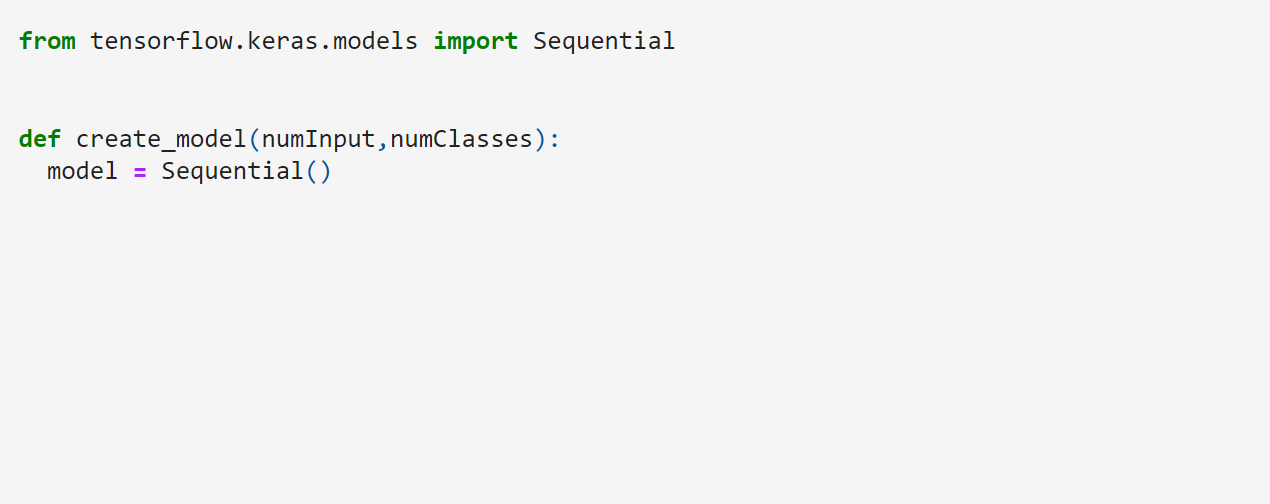 from tensorflow.keras.models import Sequential
def create_model(numInput,numClasses):
  model = Sequential()